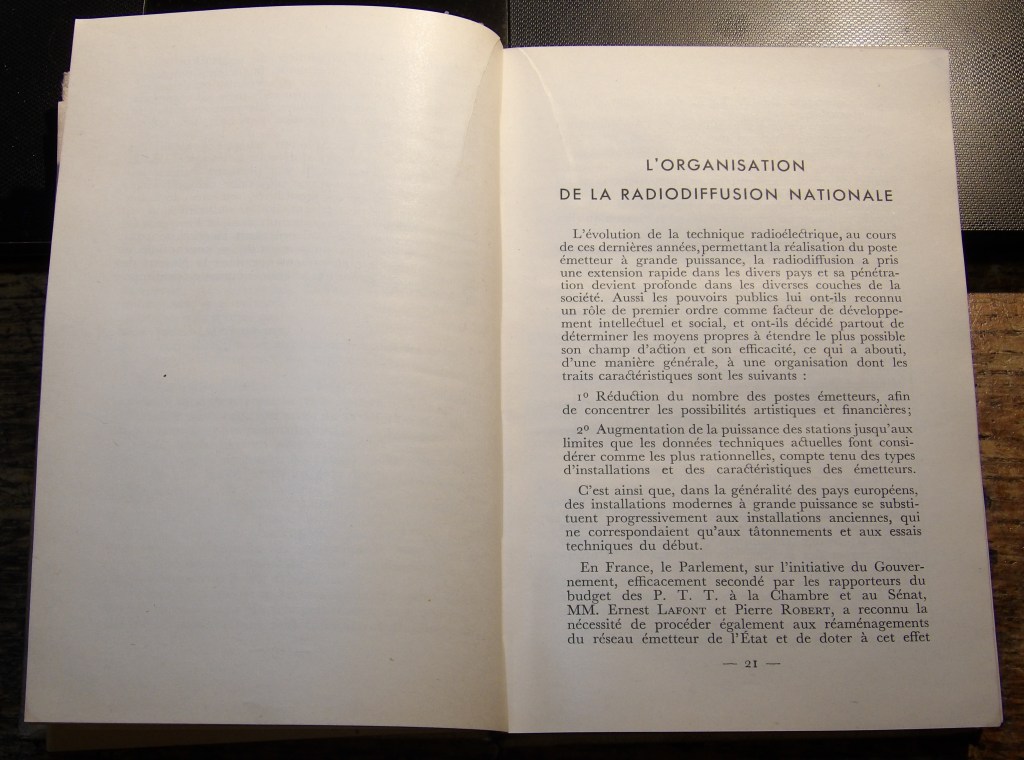 L'ORGANISATION
DE LA RADIODIFFUSION NATIONALE
L'évolution de la technique radioélectrique, au cours
de ces dernières années, permettant la réalisation du poste
émetteur à grande puissance, la radiodiffusion a pris
une extension rapide dans les divers pays et sa pénétra-
tion devient profonde dans les diverses couches de la
société. Aussi les pouvoirs publics lui ont-ils reconnu
un rôle de premier ordre comme facteur de développe-
ment intellectuel et social, et ont-ils décidé partout de
déterminer les moyens propres à étendre le plus possible
son champ d'action et son efficacité, ce qui a abouti,
d'une manière générale, à une organisation dont les
traits caractéristiques sont les suivants :
1º Réduction du nombre des postes émetteurs, afin
de concentrer les possibilités artistiques et financières;
2º Augmentation de la puissance des stations jusqu'aux
limites que les données techniques actuelles font consi-
dérer comme les plus rationnelles, compte tenu des types
d'installations et des caractéristiques des émetteurs.
C'est ainsi que, dans la généralité des pays européens,
des installations modernes à grande puissance se substi-
tuent progressivement aux installations anciennes, qui
ne correspondaient qu'aux tâtonnements et aux essais
techniques du début.
En France, le Parlement, sur l'initiative du Gouver-
nement, efficacement secondé par les rapporteurs du
budget des P. T. T. à la Chambre et au Sénat,
MM. Ernest LAFONT et Pierre ROBERT, a reconnu la
nécessité de procéder également aux réaménagements
du réseau émetteur de l'État et de doter à cet effet
— 21 —